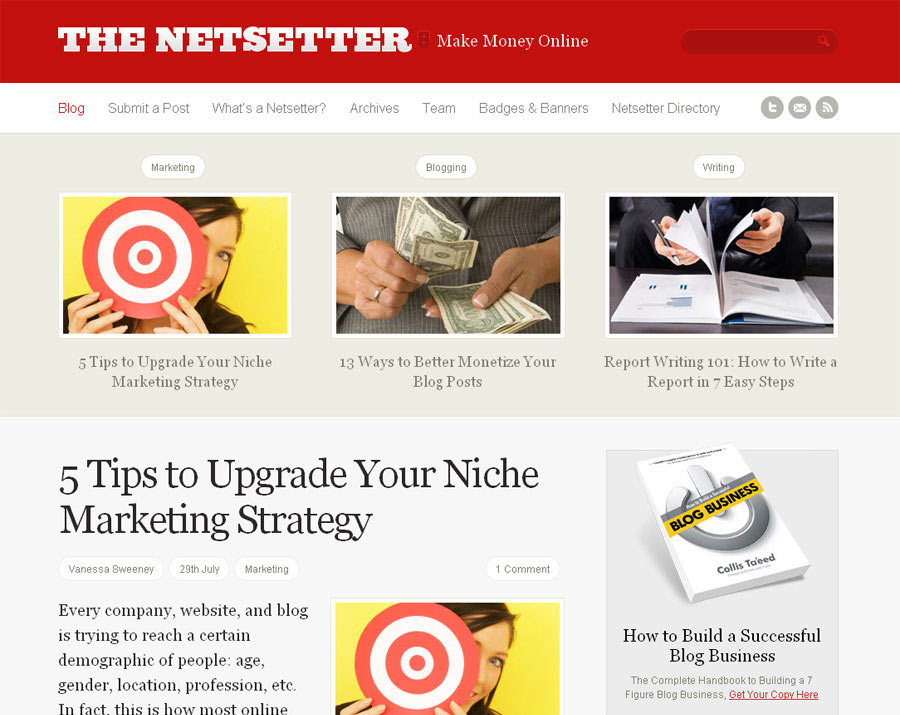 THE NETSETTER Make Money Online
Blog Submit a Post What's a Netsetter? Archives Team Badges & Banners Netsetter Directory
Marketing
Blogging
Writing
5 Tips to Upgrade Your Niche
Marketing Strategy
13 Ways to Better Monetize Your
Blog Posts
Report Writing 101: How to Write a
Report in 7 Easy Steps
5 Tips to Upgrade Your Niche
Marketing Strategy
Vanessa Sweeney 29th July Marketing 1 Comment
Every company, website, and blog
is trying to reach a certain
demographic of people: age,
gender, location, profession, etc.
In fact, this is how most online
How to Build a Successful
BLOG BUSINESS
Collis Ta'eed
How to Build a Successful
Blog Business
The Complete Handbook to Building a 7
Figure Blog Business, Get Your Copy Here